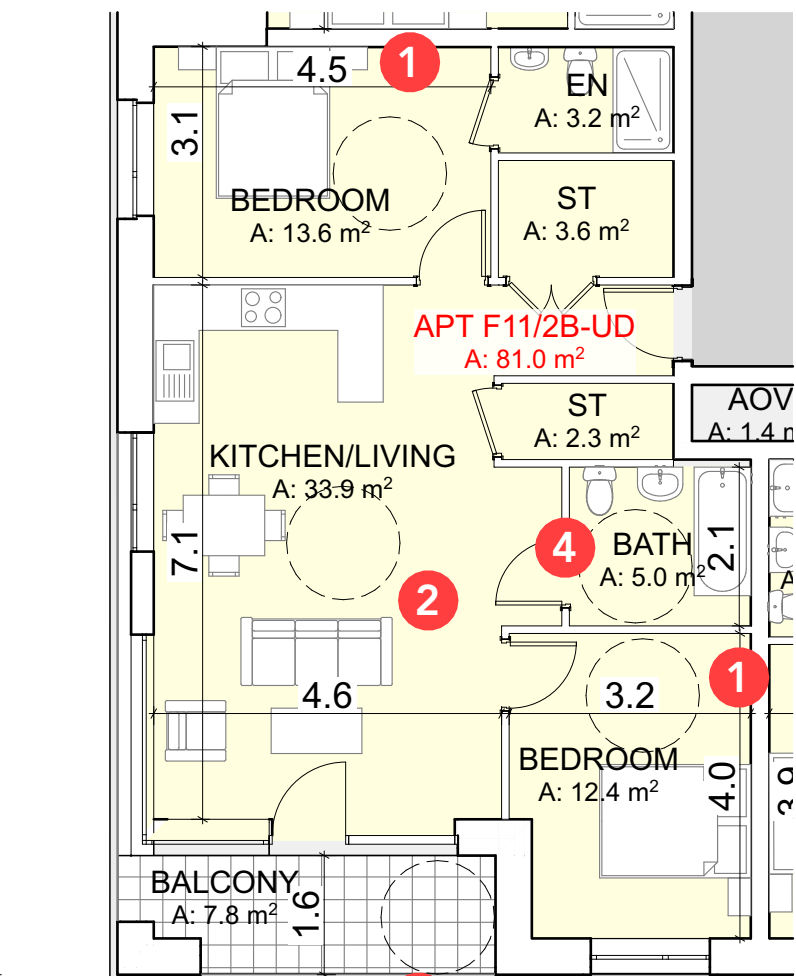 4.5
1
3.1
EN
A: 3.2 m²
BEDROOM
A: 13.6 m²
ST
A: 3.6 m²
APT F11/2B-UD
A: 81.0 m²
ST
A: 2.3 m²
AOV
A: 1.4 m
KITCHEN/LIVING
A: 33.9 m²
7.1
4
BATH
A: 5.0 m²
2.1
A
2
1
4.6
3.2
BEDROOM
A: 12.4 m²
4.0
3.9
BALCONY
A: 7.8 m²
1.6